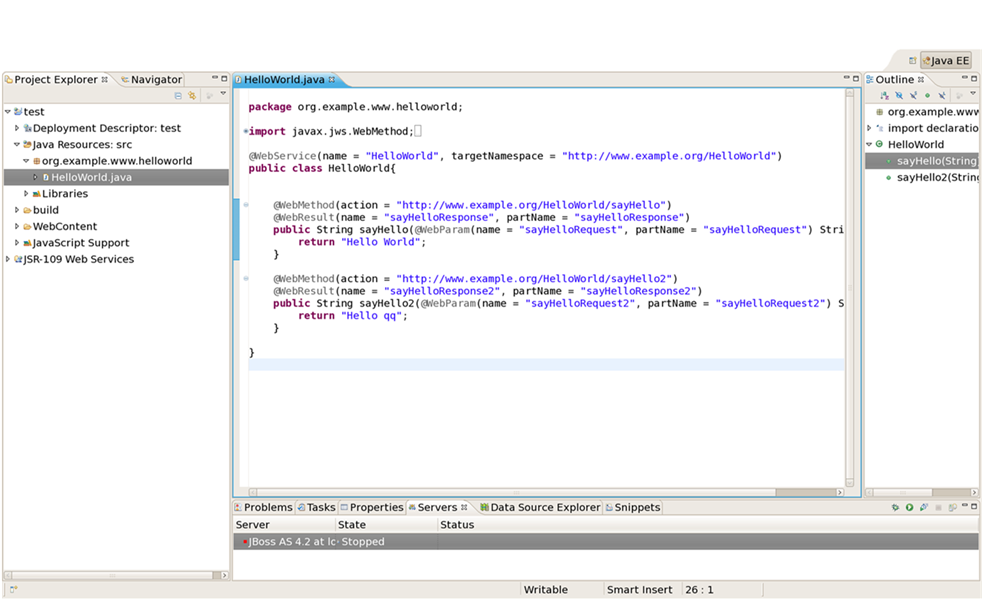 Java EE
Project Explorer
Navigator
test
Deployment Descriptor: test
Java Resources: src
org.example.www.helloworld
HelloWorld.java
Libraries
build
WebContent
JavaScript Support
JSR-109 Web Services
HelloWorld.java
package org.example.www.helloworld;
import javax.jws.WebMethod;
@WebService(name = "HelloWorld", targetNamespace = "http://www.example.org/HelloWorld")
public class HelloWorld{
@WebMethod(action = "http://www.example.org/HelloWorld/sayHello")
@WebResult(name = "sayHelloResponse", partName = "sayHelloResponse")
public String sayHello(@WebParam(name = "sayHelloRequest", partName = "sayHelloRequest") Stri
return "Hello World";
}
@WebMethod(action = "http://www.example.org/HelloWorld/sayHello2")
@WebResult(name = "sayHelloResponse2", partName = "sayHelloResponse2")
public String sayHello2(@WebParam(name = "sayHelloRequest2", partName = "sayHelloRequest2") S
return "Hello qq";
}
}
Outline
org.example.www
import declaratio
HelloWorld
sayHello(String
sayHello2(String
Problems
Tasks
Properties
Servers
Data Source Explorer
Snippets
Server State Status
JBoss AS 4.2 at lc Stopped
Writable Smart Insert 26 : 1